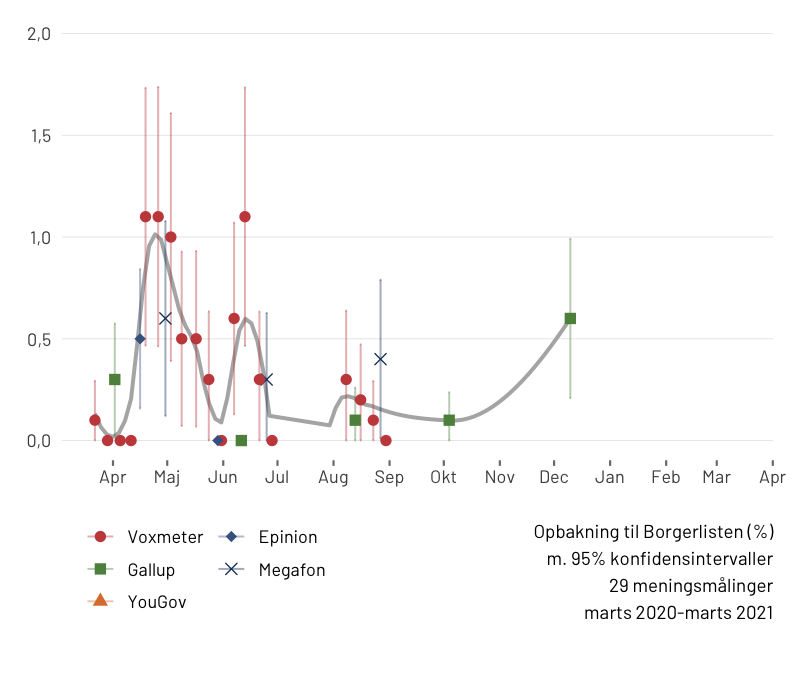 2,0
1,5
1,0
0,5
0,0
Apr Maj Jun Jul Aug Sep Okt Nov Dec Jan Feb Mar Apr
Voxmeter Epinion
Gallup Megafon
YouGov
Opbakning til Borgerlisten (%)
m. 95% konfidensintervaller
29 meningsmålinger
marts 2020-marts 2021